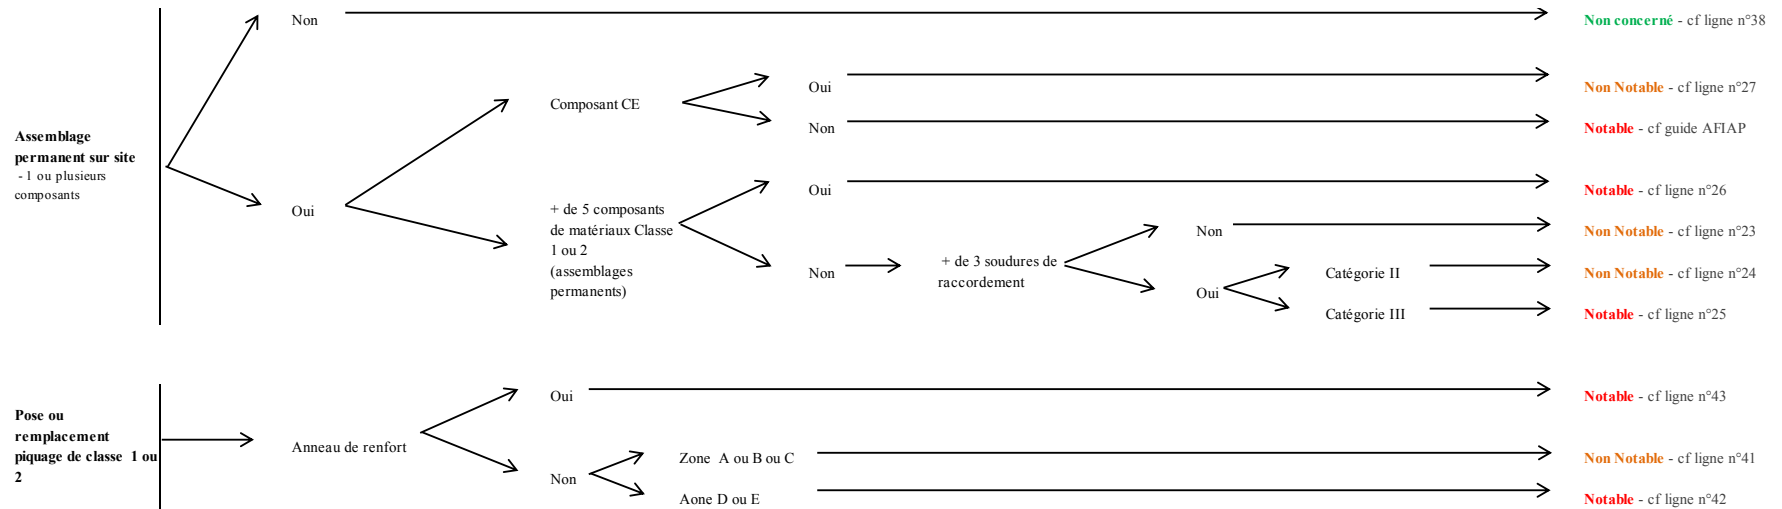 Non
Non concerné - cf ligne n°38
Assemblage
permanent sur site
- 1 ou plusieurs
composants
Oui
Composant CE
Oui
Non Notable - cf ligne n°27
Non
Notable - cf guide AFIAP
+ de 5 composants
de matériaux Classe
1 ou 2
(assemblages
permanents)
Oui
Notable - cf ligne n°26
Non
+ de 3 soudures de
raccordement
Non
Non Notable - cf ligne n°23
Oui
Catégorie II
Non Notable - cf ligne n°24
Catégorie III
Notable - cf ligne n°25
Pose ou
remplacement
piquage de classe 1 ou
2
Anneau de renfort
Oui
Notable - cf ligne n°43
Non
Zone A ou B ou C
Non Notable - cf ligne n°41
Aone D ou E
Notable - cf ligne n°42